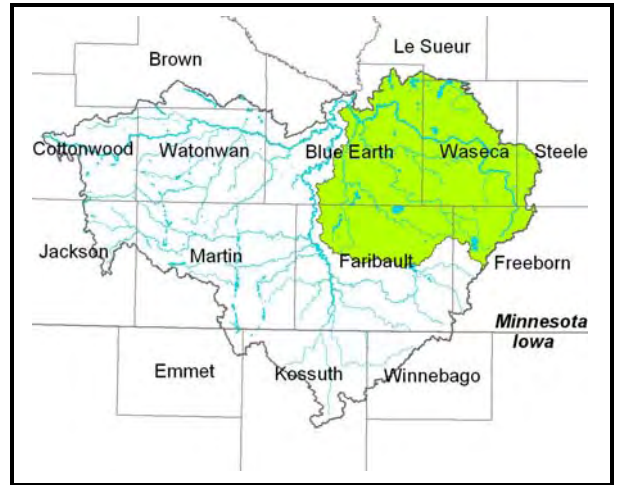 Brown
Le Sueur
Cottonwood
Watonwan
Blue Earth
Waseca
Steele
Jackson
Martin
Faribault
Freeborn
Minnesota
Iowa
Emmet
Kossuth
Winnebago